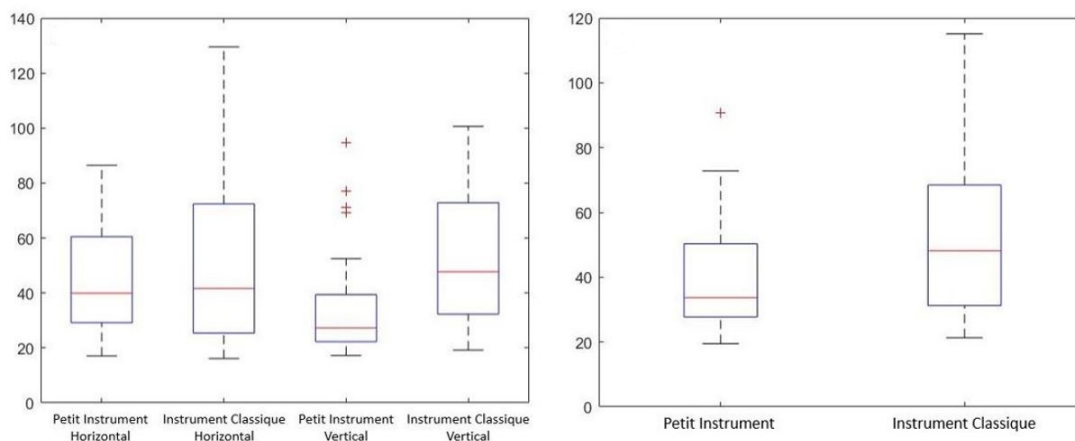 140
120
100
80
60
40
20
0
Petit Instrument
Horizontal
Instrument Classique
Horizontal
Petit Instrument
Vertical
Instrument Classique
Vertical
120
100
80
60
40
20
0
Petit Instrument
Instrument Classique